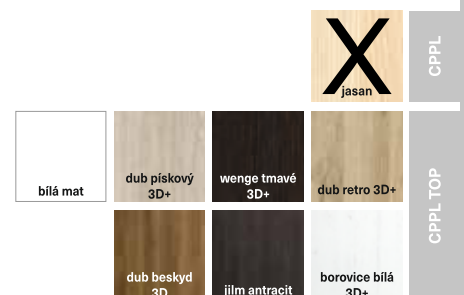 X
jasan
CPPL
bílá mat
dub pískový
3D+
wenge tmavé
3D+
dub retro 3D+
CPPL TOP
dub beskyd
3D
jilm antracit
borovice bílá
3D+